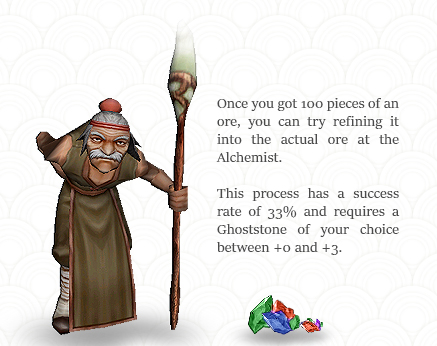 Once you got 100 pieces of an
ore, you can try refining it
into the actual ore at the
Alchemist.
This process has a success
rate of 33% and requires a
Ghoststone of your choice
between +0 and +3.